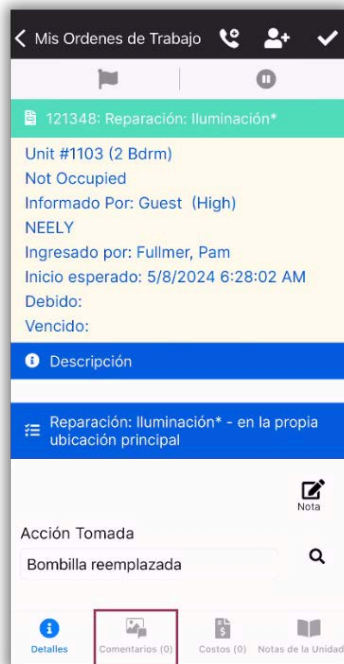 Mis Ordenes de Trabajo
121348: Reparación: Iluminación*
Unit #1103 (2 Bdrm)
Not Occupied
Informado Por: Guest (High)
NEELY
Ingresado por: Fullmer, Pam
Inicio esperado: 5/8/2024 6:28:02 AM
Debido:
Vencido:
Descripción
Reparación: Iluminación* - en la propia
ubicación principal
Nota
Acción Tomada
Bombilla reemplazada
Detalles Comentarios (0) Costos (0) Notas de la Unidad